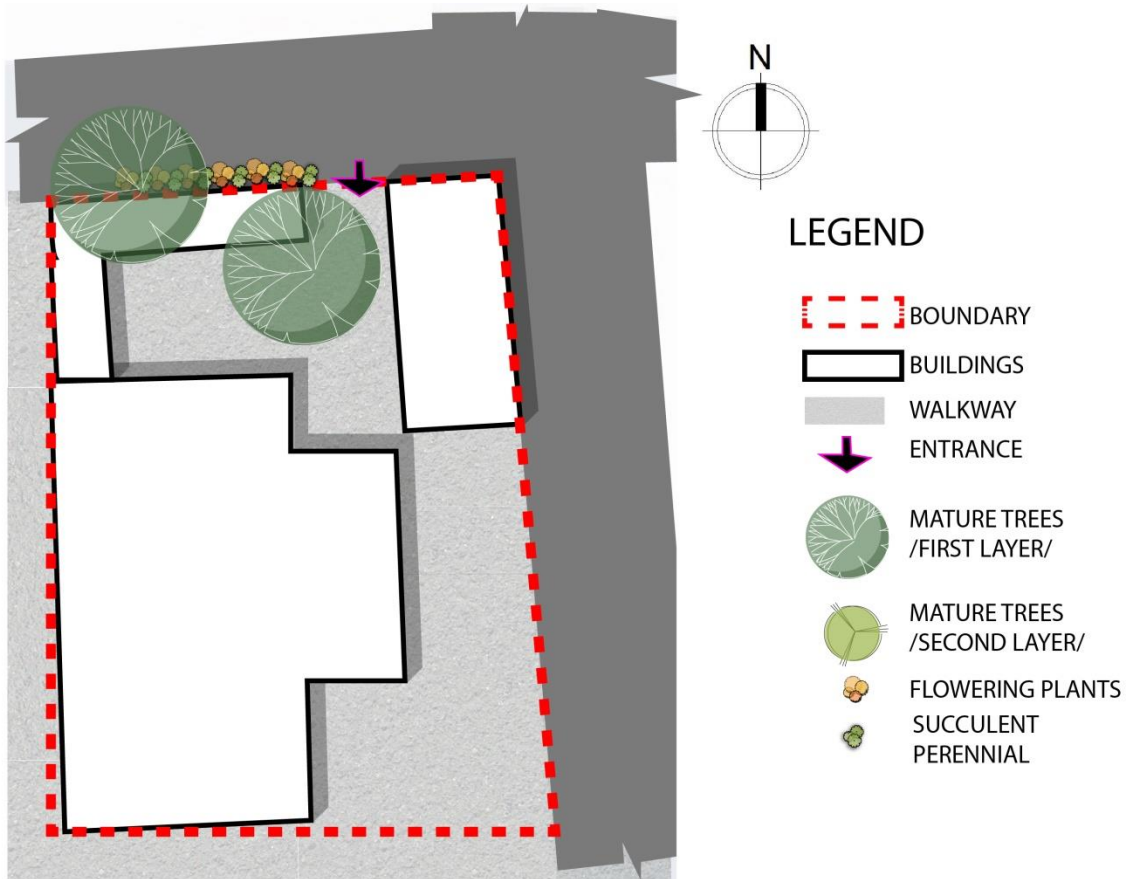 N
LEGEND
BOUNDARY
BUILDINGS
WALKWAY
ENTRANCE
MATURE TREES
/FIRST LAYER/
MATURE TREES
/SECOND LAYER/
FLOWERING PLANTS
SUCCULENT
PERENNIAL